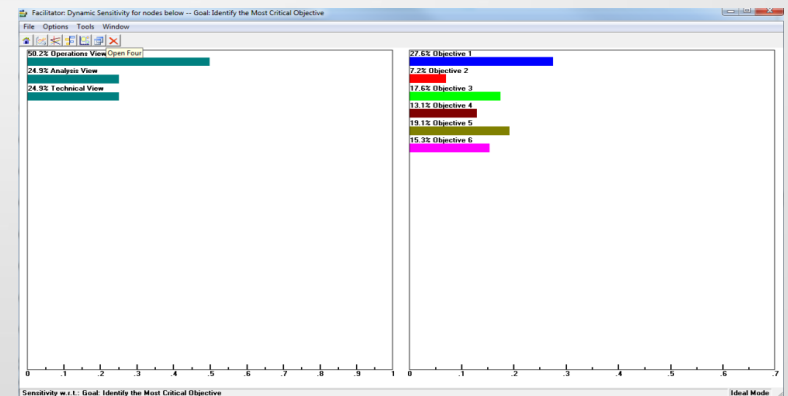 Facilitator: Dynamic Sensitivity for nodes below -- Goal: Identify the Most Critical Objective
File Options Tools Window
Open Four
50.2% Operations View
24.9% Analysis View
24.9% Technical View
0 .1 .2 .3 .4 .5 .6 .7 .8 .9 1
27.6% Objective 1
7.2% Objective 2
17.6% Objective 3
13.1% Objective 4
19.1% Objective 5
15.3% Objective 6
0 .1 .2 .3 .4 .5 .6 .7
Sensitivity w.r.t.: Goal: Identify the Most Critical Objective
Ideal Mode